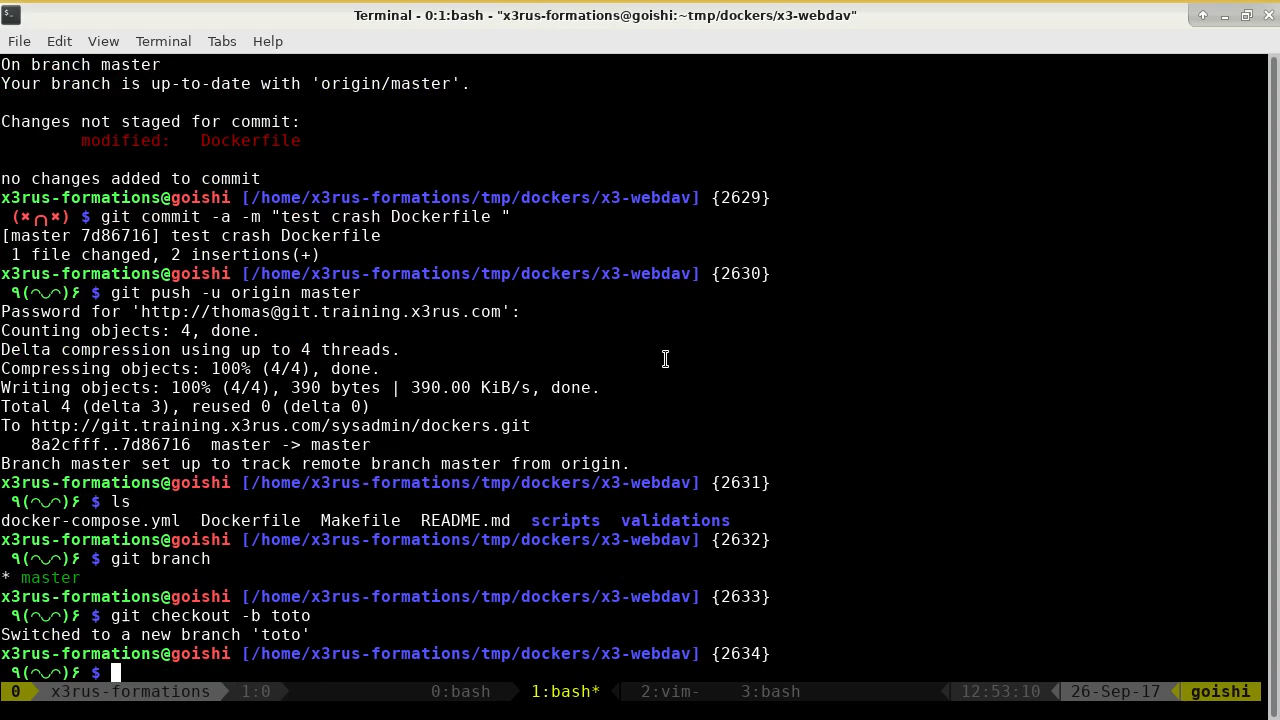 Terminal - 0:1:bash - "x3rus-formations@goishi:~tmp/dockers/x3-webdav"
File Edit View Terminal Tabs Help
On branch master
Your branch is up-to-date with 'origin/master'.
Changes not staged for commit:
modified: Dockerfile
no changes added to commit
x3rus-formations@goishi [/home/x3rus-formations/tmp/dockers/x3-webdav] {2629}
(✖╭╮✖) $ git commit -a -m "test crash Dockerfile "
[master 7d86716] test crash Dockerfile
1 file changed, 2 insertions(+)
x3rus-formations@goishi [/home/x3rus-formations/tmp/dockers/x3-webdav] {2630}
٩(◠◡◠)۶ $ git push -u origin master
Password for 'http://thomas@git.training.x3rus.com':
Counting objects: 4, done.
Delta compression using up to 4 threads.
Compressing objects: 100% (4/4), done.
Writing objects: 100% (4/4), 390 bytes | 390.00 KiB/s, done.
Total 4 (delta 3), reused 0 (delta 0)
To http://git.training.x3rus.com/sysadmin/dockers.git
8a2cfff..7d86716 master -> master
Branch master set up to track remote branch master from origin.
x3rus-formations@goishi [/home/x3rus-formations/tmp/dockers/x3-webdav] {2631}
٩(◠◡◠)۶ $ ls
docker-compose.yml Dockerfile Makefile README.md scripts validations
x3rus-formations@goishi [/home/x3rus-formations/tmp/dockers/x3-webdav] {2632}
٩(◠◡◠)۶ $ git branch
* master
x3rus-formations@goishi [/home/x3rus-formations/tmp/dockers/x3-webdav] {2633}
٩(◠◡◠)۶ $ git checkout -b toto
Switched to a new branch 'toto'
x3rus-formations@goishi [/home/x3rus-formations/tmp/dockers/x3-webdav] {2634}
٩(◠◡◠)۶ $
0 x3rus-formations 1:0 0:bash 1:bash* 2:vim- 3:bash 12:53:10 26-Sep-17 goishi